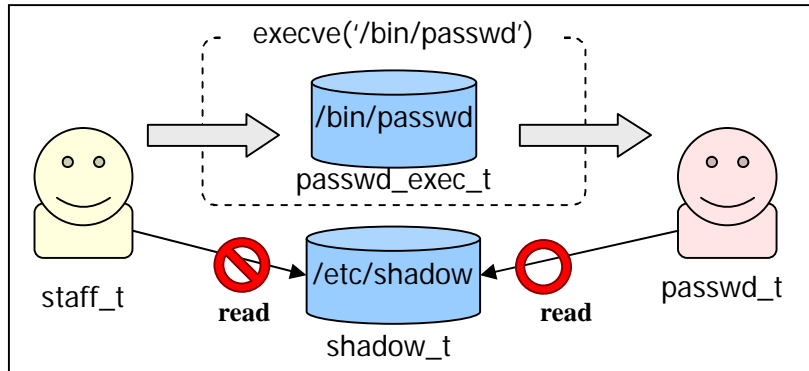 execve('/bin/passwd')
/bin/passwd
passwd_exec_t
/etc/shadow
staff_t
passwd_t
read
read
shadow_t